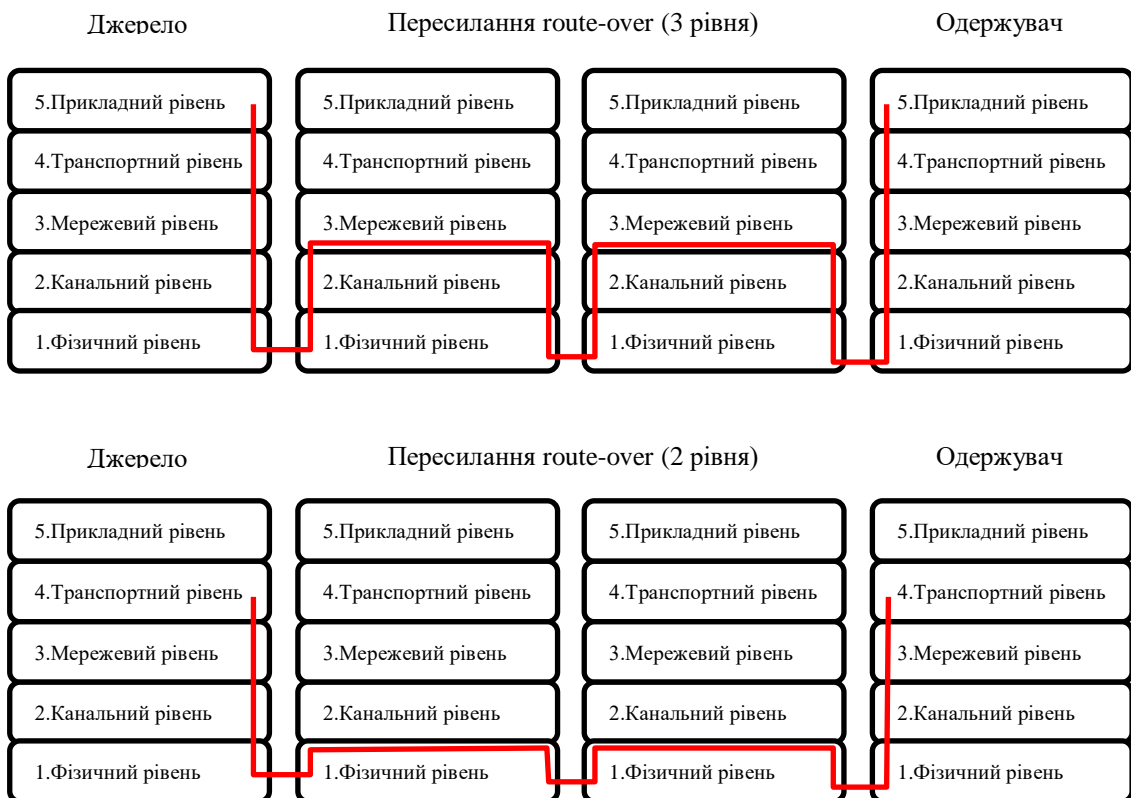 Джерело Пересилання route-over (3 рівня) Одержувач
5.Прикладний рівень 5.Прикладний рівень 5.Прикладний рівень 5.Прикладний рівень
4.Транспортний рівень 4.Транспортний рівень 4.Транспортний рівень 4.Транспортний рівень
3.Мережевий рівень 3.Мережевий рівень 3.Мережевий рівень 3.Мережевий рівень
2.Канальний рівень 2.Канальний рівень 2.Канальний рівень 2.Канальний рівень
1.Фізичний рівень 1.Фізичний рівень 1.Фізичний рівень 1.Фізичний рівень
Джерело Пересилання route-over (2 рівня) Одержувач
5.Прикладний рівень 5.Прикладний рівень 5.Прикладний рівень 5.Прикладний рівень
4.Транспортний рівень 4.Транспортний рівень 4.Транспортний рівень 4.Транспортний рівень
3.Мережевий рівень 3.Мережевий рівень 3.Мережевий рівень 3.Мережевий рівень
2.Канальний рівень 2.Канальний рівень 2.Канальний рівень 2.Канальний рівень
1.Фізичний рівень 1.Фізичний рівень 1.Фізичний рівень 1.Фізичний рівень